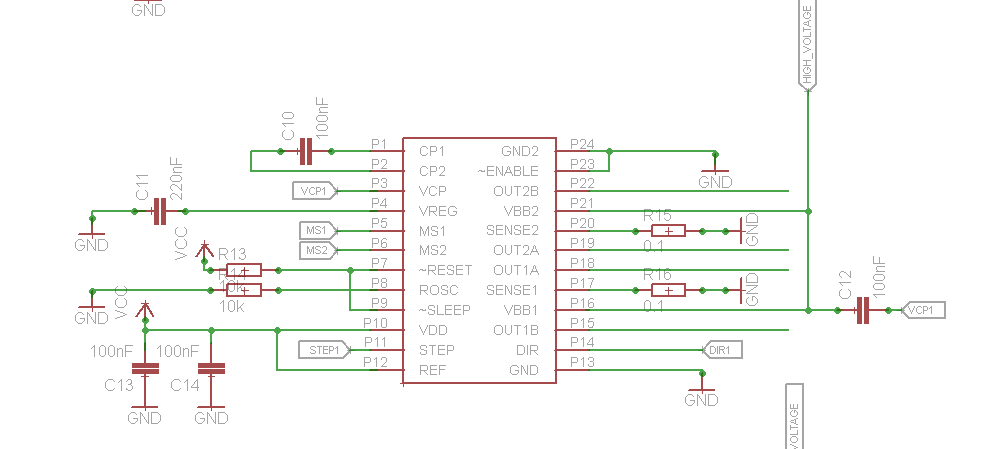 GND
HIGH_VOLTAGE
C10
100nF
P1
CP1
GND2
P24
P2
CP2
~ENABLE
P23
GND
VCP1
P3
VCP
OUT2B
P22
C11
220nF
P4
VREG
VBB2
P21
GND
MS1
P5
MS1
SENSE2
P20
R15
0.1
GND
MS2
P6
MS2
OUT2A
P19
VCC
R13
P7
~RESET
OUT1A
P18
GND
VCC
10k
P8
ROSC
SENSE1
P17
R16
0.1
GND
P9
~SLEEP
VBB1
P16
C12
100nF
VCP1
P10
VDD
OUT1B
P15
STEP1
P11
STEP
DIR
P14
DIR1
P12
REF
GND
P13
GND
100nF
C13
GND
100nF
C14
GND
VOLTAGE